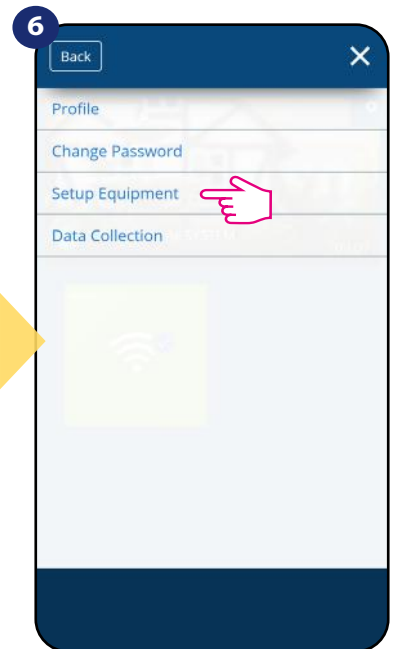 6
Back
Profile
Change Password
Setup Equipment
Data Collection